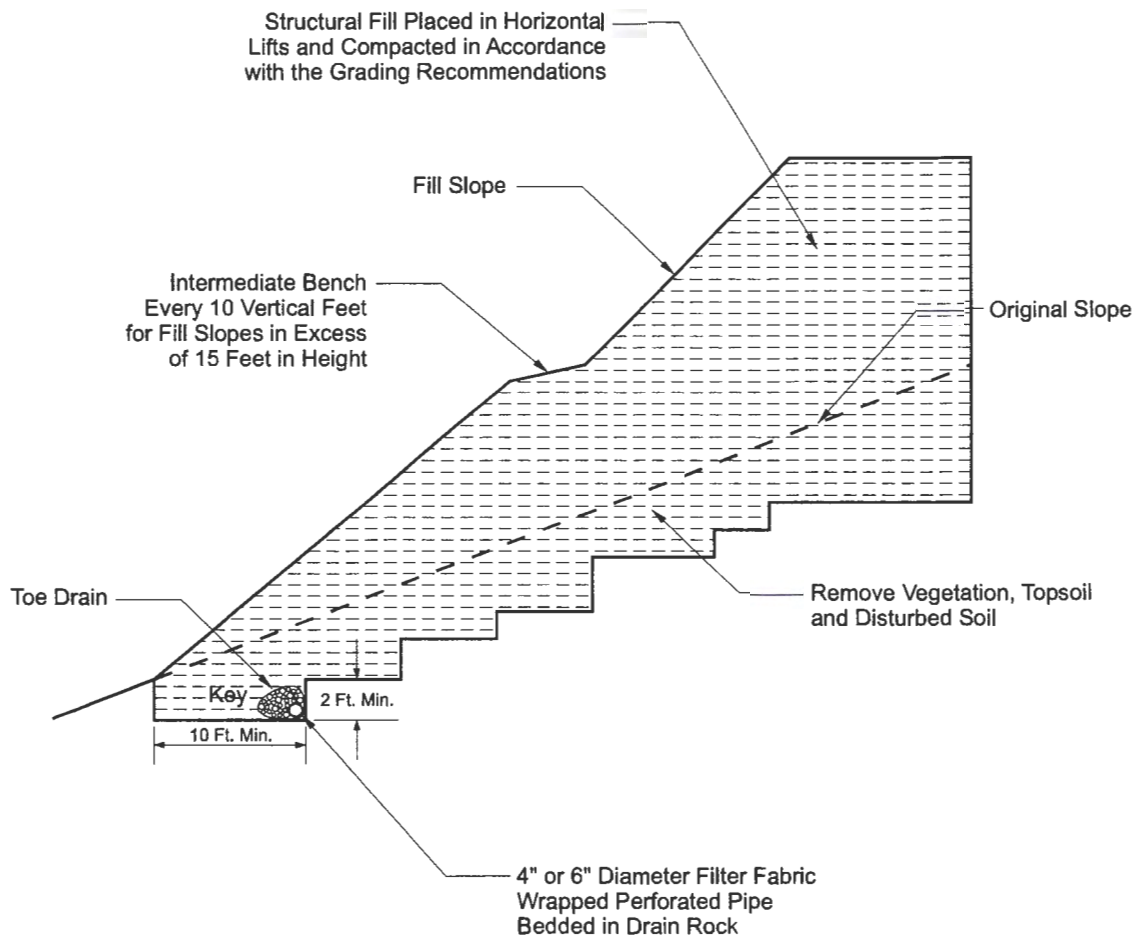 Structural Fill Placed in Horizontal
Lifts and Compacted in Accordance
with the Grading Recommendations
Fill Slope
Intermediate Bench
Every 10 Vertical Feet
for Fill Slopes in Excess
of 15 Feet in Height
Original Slope
Toe Drain
Remove Vegetation, Topsoil
and Disturbed Soil
Key
2 Ft. Min.
10 Ft. Min.
4" or 6" Diameter Filter Fabric
Wrapped Perforated Pipe
Bedded in Drain Rock